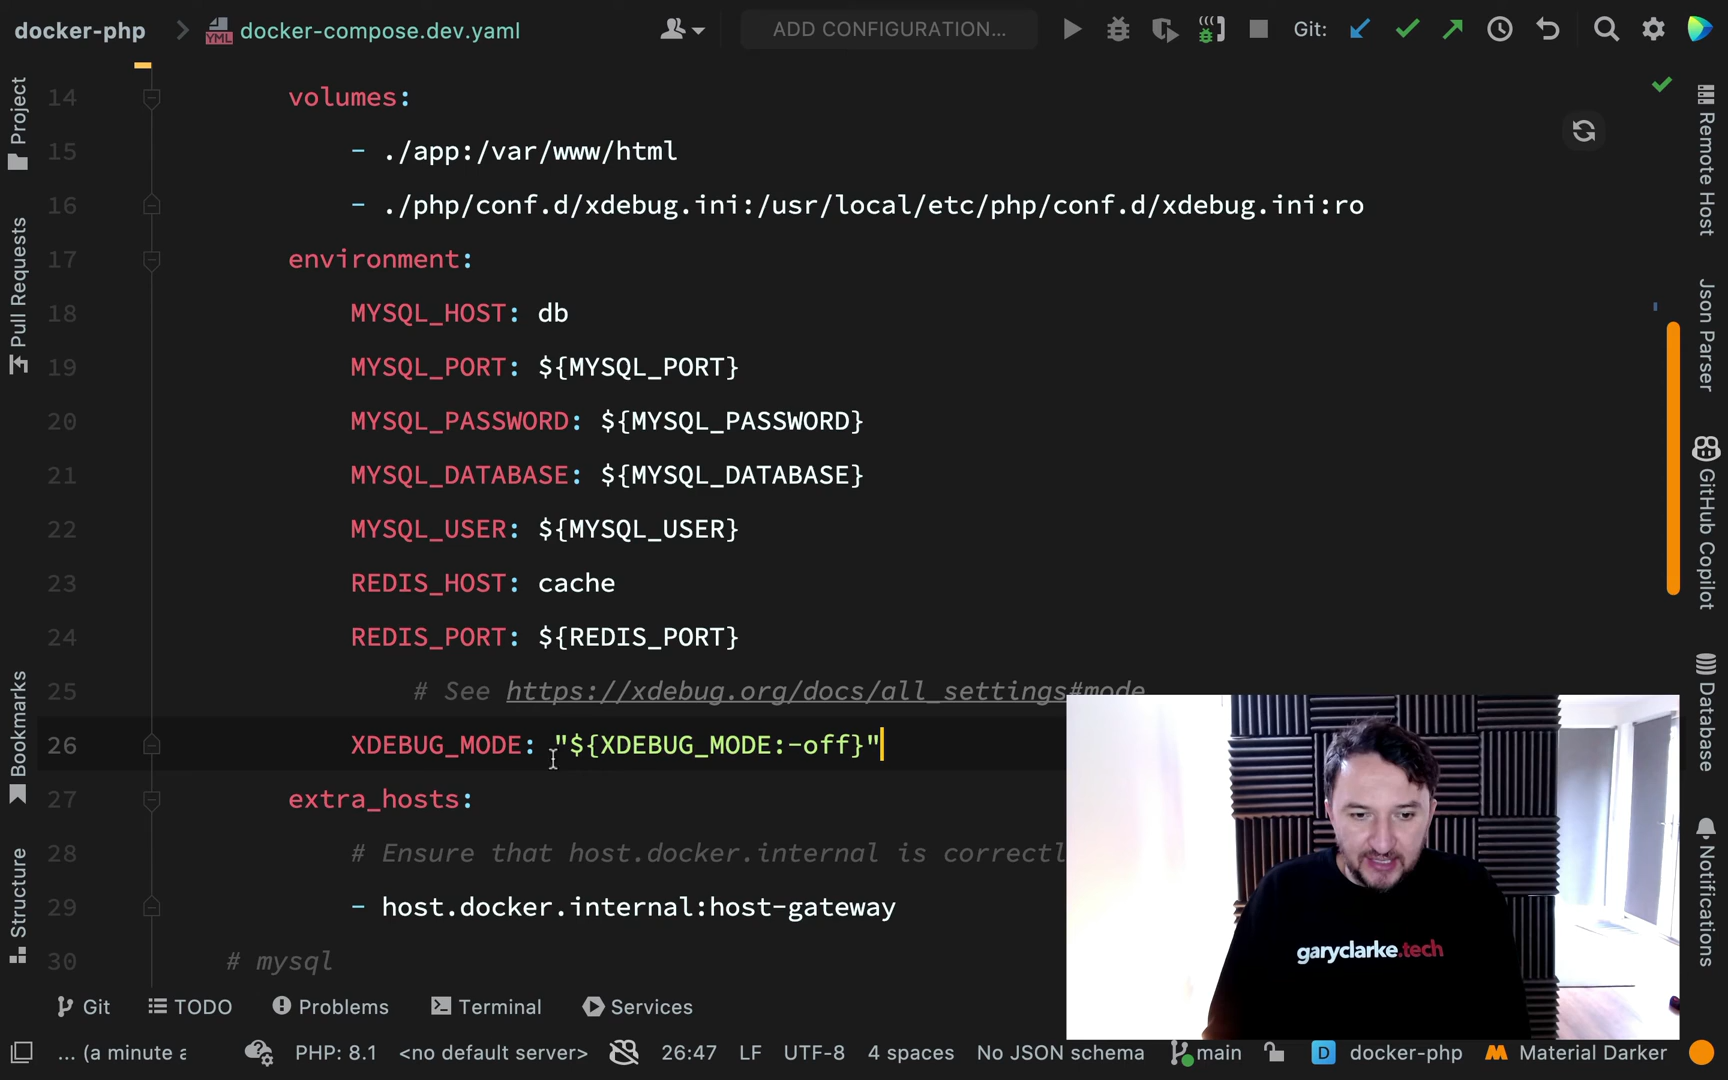 docker-php
docker-compose.dev.yaml
ADD CONFIGURATION...
Git:
14 volumes:
15 - ./app:/var/www/html
16 - ./php/conf.d/xdebug.ini:/usr/local/etc/php/conf.d/xdebug.ini:ro
17 environment:
18 MYSQL_HOST: db
19 MYSQL_PORT: ${MYSQL_PORT}
20 MYSQL_PASSWORD: ${MYSQL_PASSWORD}
21 MYSQL_DATABASE: ${MYSQL_DATABASE}
22 MYSQL_USER: ${MYSQL_USER}
23 REDIS_HOST: cache
24 REDIS_PORT: ${REDIS_PORT}
25 # See https://xdebug.org/docs/all_settings#mode
26 XDEBUG_MODE: "${XDEBUG_MODE:-off}"
27 extra_hosts:
28 # Ensure that host.docker.internal is correctl
29 - host.docker.internal:host-gateway
30 # mysql
Project
Pull Requests
Bookmarks
Structure
Remote Host
Json Parser
GitHub Copilot
Database
Notifications
garyclarke.tech
Git
TODO
Problems
Terminal
Services
... (a minute a
PHP: 8.1
<no default server>
26:47
LF
UTF-8
4 spaces
No JSON schema
main
D docker-php
Material Darker